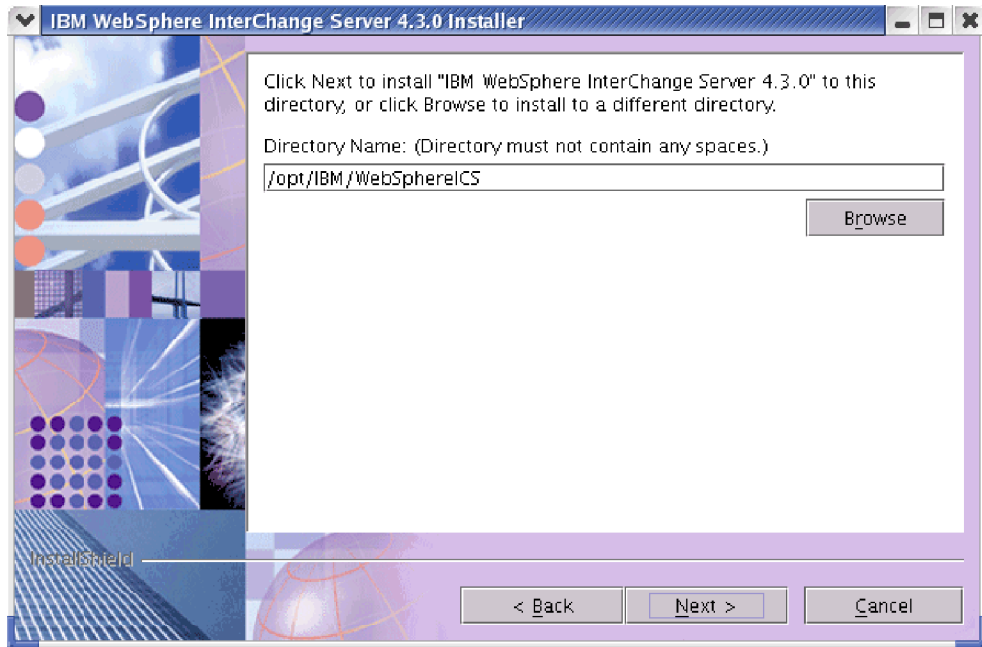 IBM WebSphere InterChange Server 4.3.0 Installer
Click Next to install "IBM WebSphere InterChange Server 4.3.0" to this
directory, or click Browse to install to a different directory.
Directory Name: (Directory must not contain any spaces.)
/opt/IBM/WebSphereICS
Browse
InstallShield
< Back
Next >
Cancel